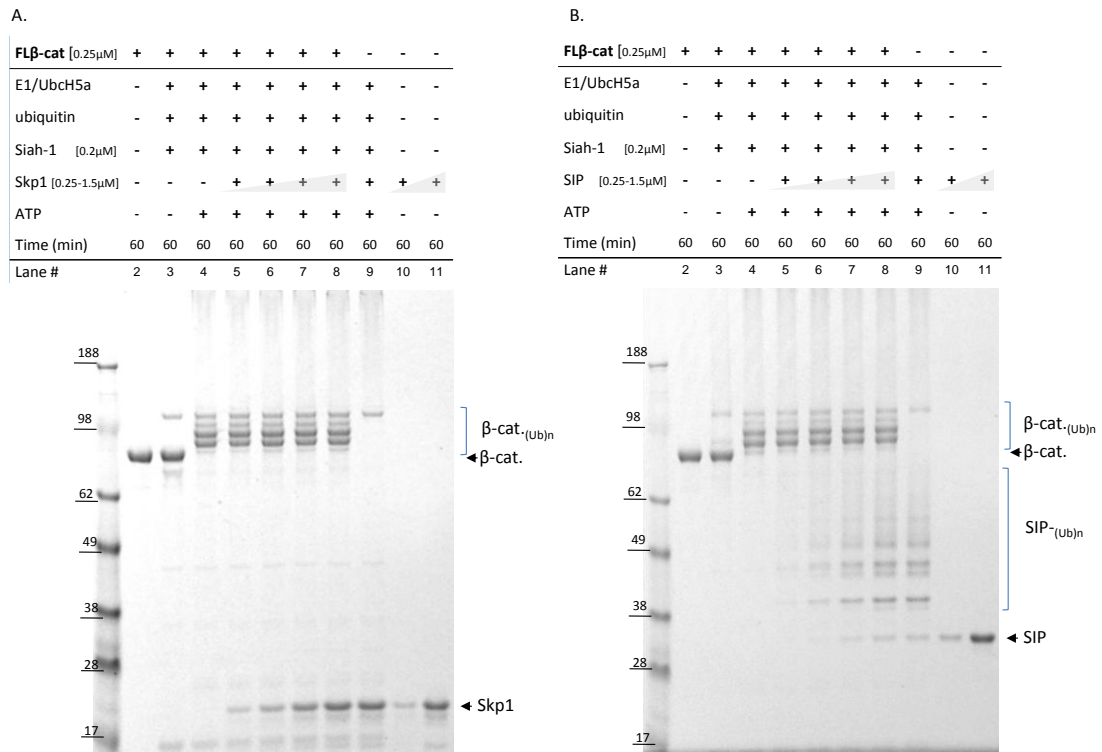 A.
FLβ-cat [0.25μM] + + + + + + + - - -
E1/UbcH5a - + + + + + + + - -
ubiquitin - + + + + + + + - -
Siah-1 [0.2μM] - + + + + + + + - -
Skp1 [0.25-1.5μM] - - - + + + + + + +
ATP - - + + + + + + - -
Time (min) 60 60 60 60 60 60 60 60 60 60
Lane # 2 3 4 5 6 7 8 9 10 11
188
98
62
49
38
28
17
β-cat.(Ub)n
β-cat.
Skp1
B.
FLβ-cat [0.25μM] + + + + + + + - - -
E1/UbcH5a - + + + + + + + - -
ubiquitin - + + + + + + + - -
Siah-1 [0.2μM] - + + + + + + + - -
SIP [0.25-1.5μM] - - - + + + + + + +
ATP - - + + + + + + - -
Time (min) 60 60 60 60 60 60 60 60 60 60
Lane # 2 3 4 5 6 7 8 9 10 11
188
98
62
49
38
28
17
β-cat.(Ub)n
β-cat.
SIP-(Ub)n
SIP